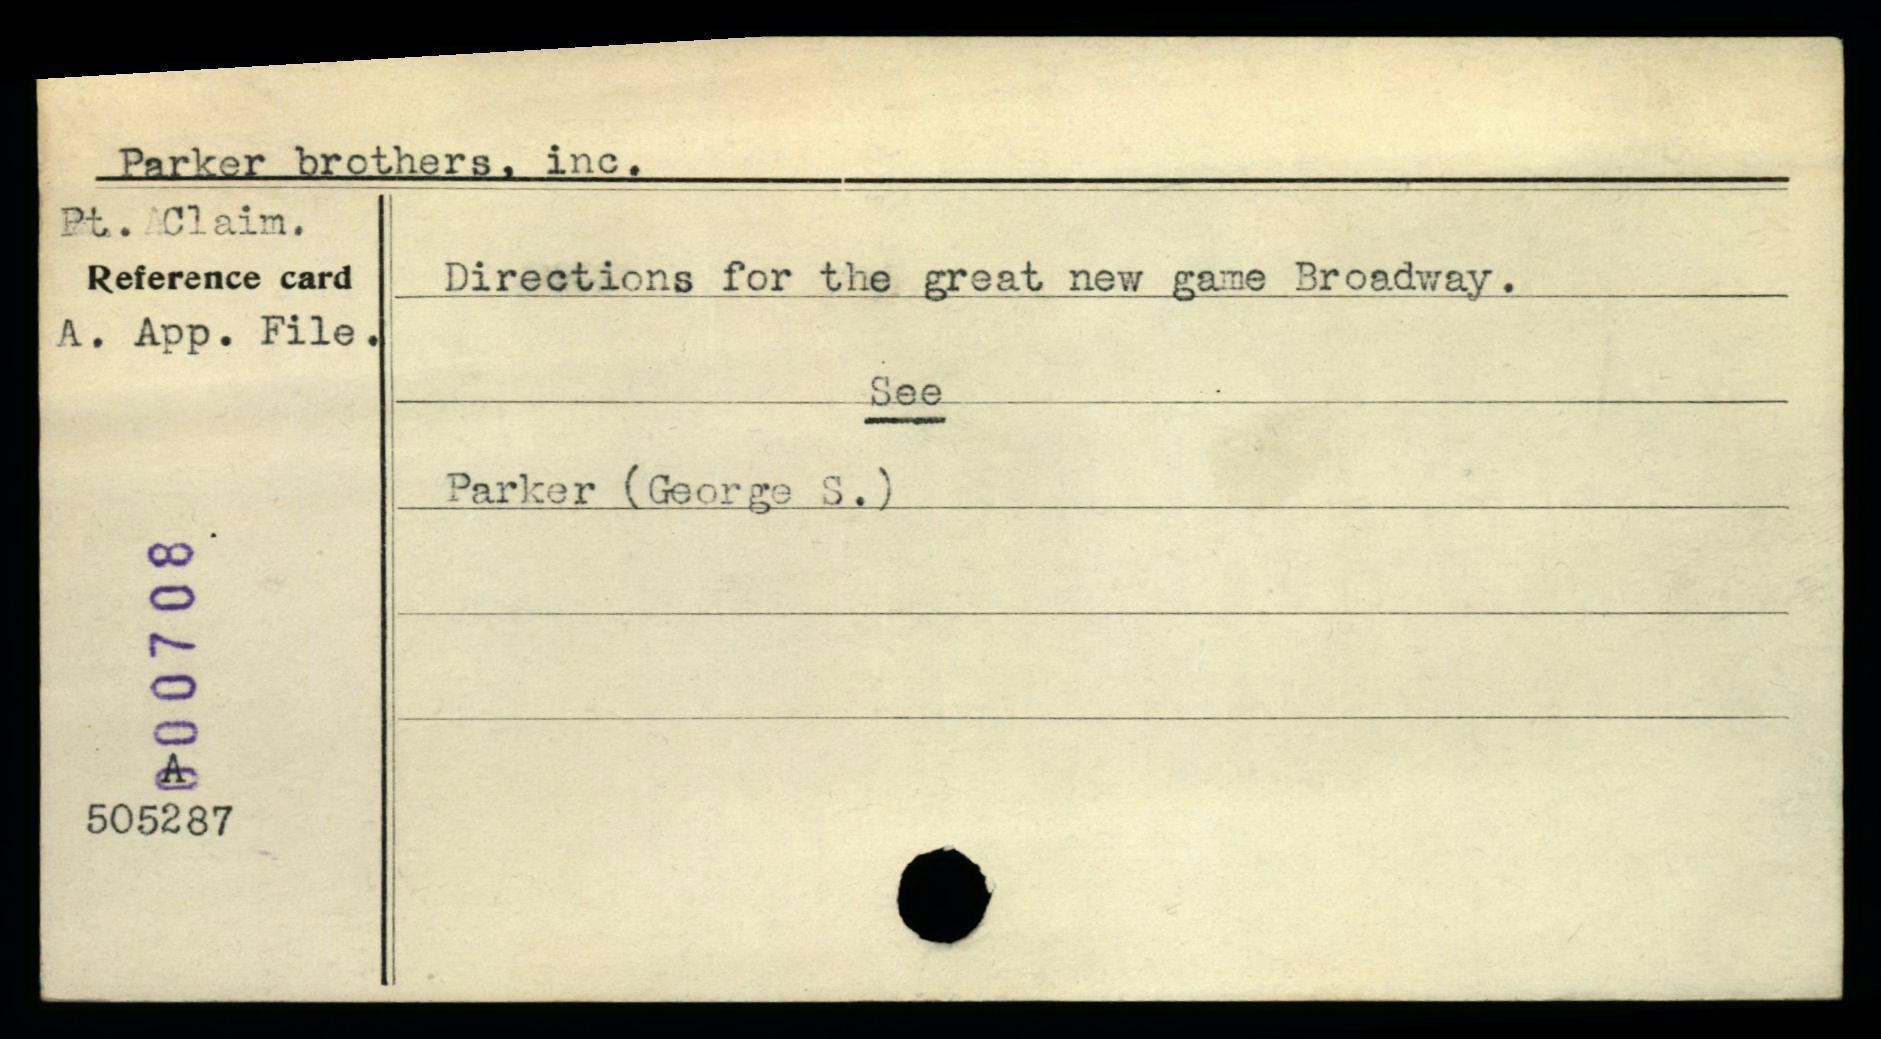 Parker brothers, inc.
Pt. Claim.
Reference card
A. App. File.
Directions for the great new game Broadway.
See
Parker (George S.)
000708
A
505287